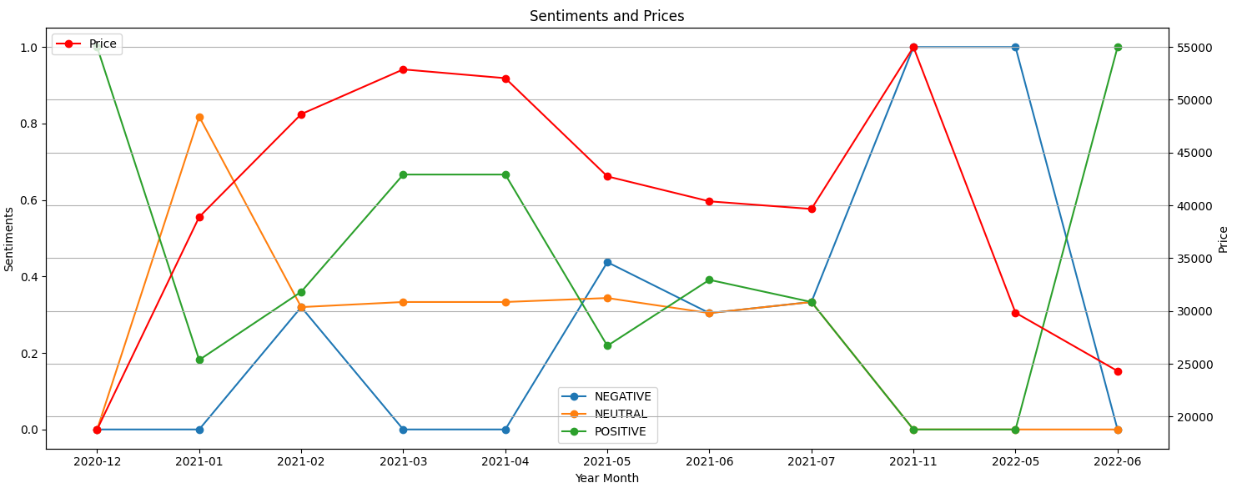 Sentiments and Prices
Price
1.0
0.8
0.6
0.4
0.2
0.0
Sentiments
55000
50000
45000
40000
35000
30000
25000
20000
Price
NEGATIVE
NEUTRAL
POSITIVE
2020-12 2021-01 2021-02 2021-03 2021-04 2021-05 2021-06 2021-07 2021-11 2022-05 2022-06
Year Month